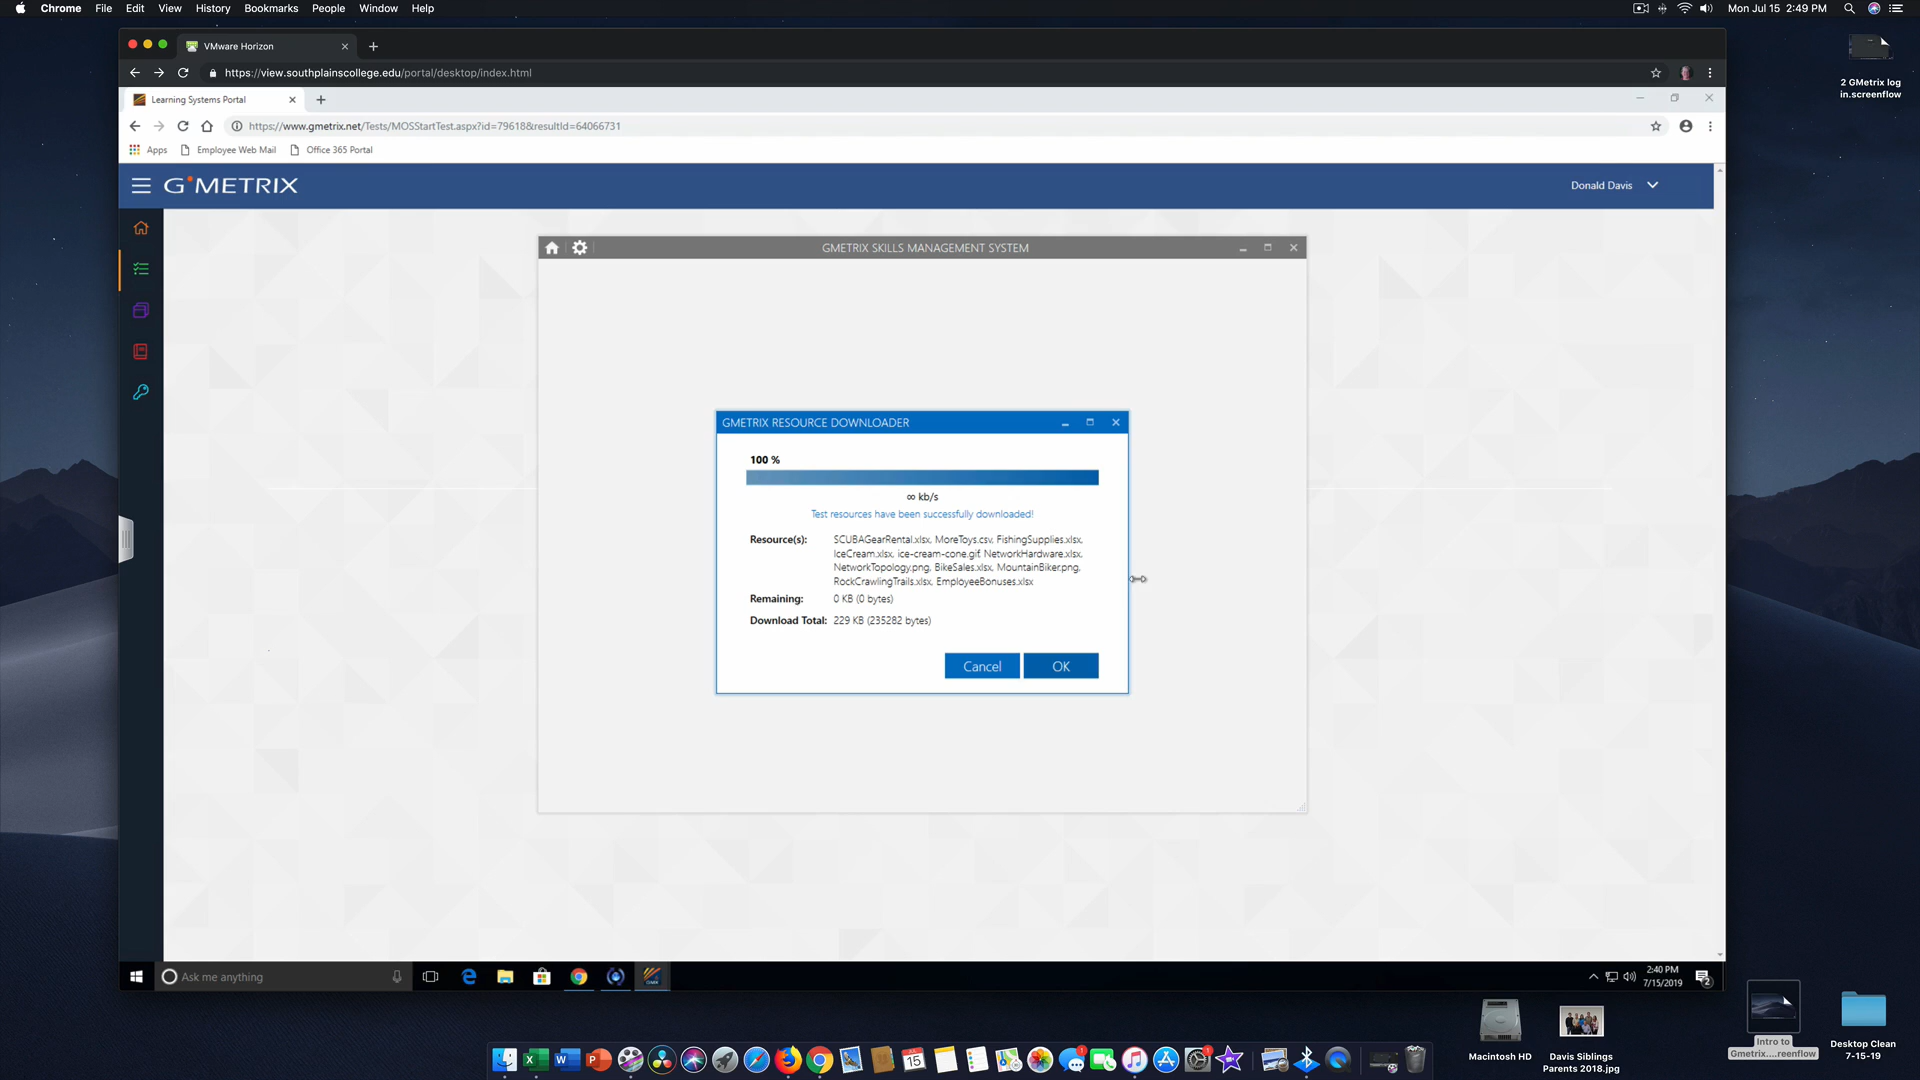 Chrome File Edit View History Bookmarks People Window Help
Mon Jul 15 2:49 PM
VMware Horizon
https://view.southplainscollege.edu/portal/desktop/index.html
Learning Systems Portal
https://www.gmetrix.net/Tests/MOSStartTest.aspx?id=79618&resultId=64066731
Apps Employee Web Mail Office 365 Portal
GMETRIX
Donald Davis
GMETRIX SKILLS MANAGEMENT SYSTEM
GMETRIX RESOURCE DOWNLOADER
100 %
∞ kb/s
Test resources have been successfully downloaded!
Resource(s): SCUBAGearRental.xlsx, MoreToys.csv, FishingSupplies.xlsx,
IceCream.xlsx, ice-cream-cone.gif, NetworkHardware.xlsx,
NetworkTopology.png, BikeSales.xlsx, MountainBiker.png,
RockCrawlingTrails.xlsx, EmployeeBonuses.xlsx
Remaining: 0 KB (0 bytes)
Download Total: 229 KB (235282 bytes)
Cancel OK
Ask me anything
2:40 PM
7/15/2019
2
2 GMetrix log
in.screenflow
Macintosh HD
Davis Siblings
Parents 2018.jpg
Intro to
Gmetrix....reenflow
Desktop Clean
7-15-19